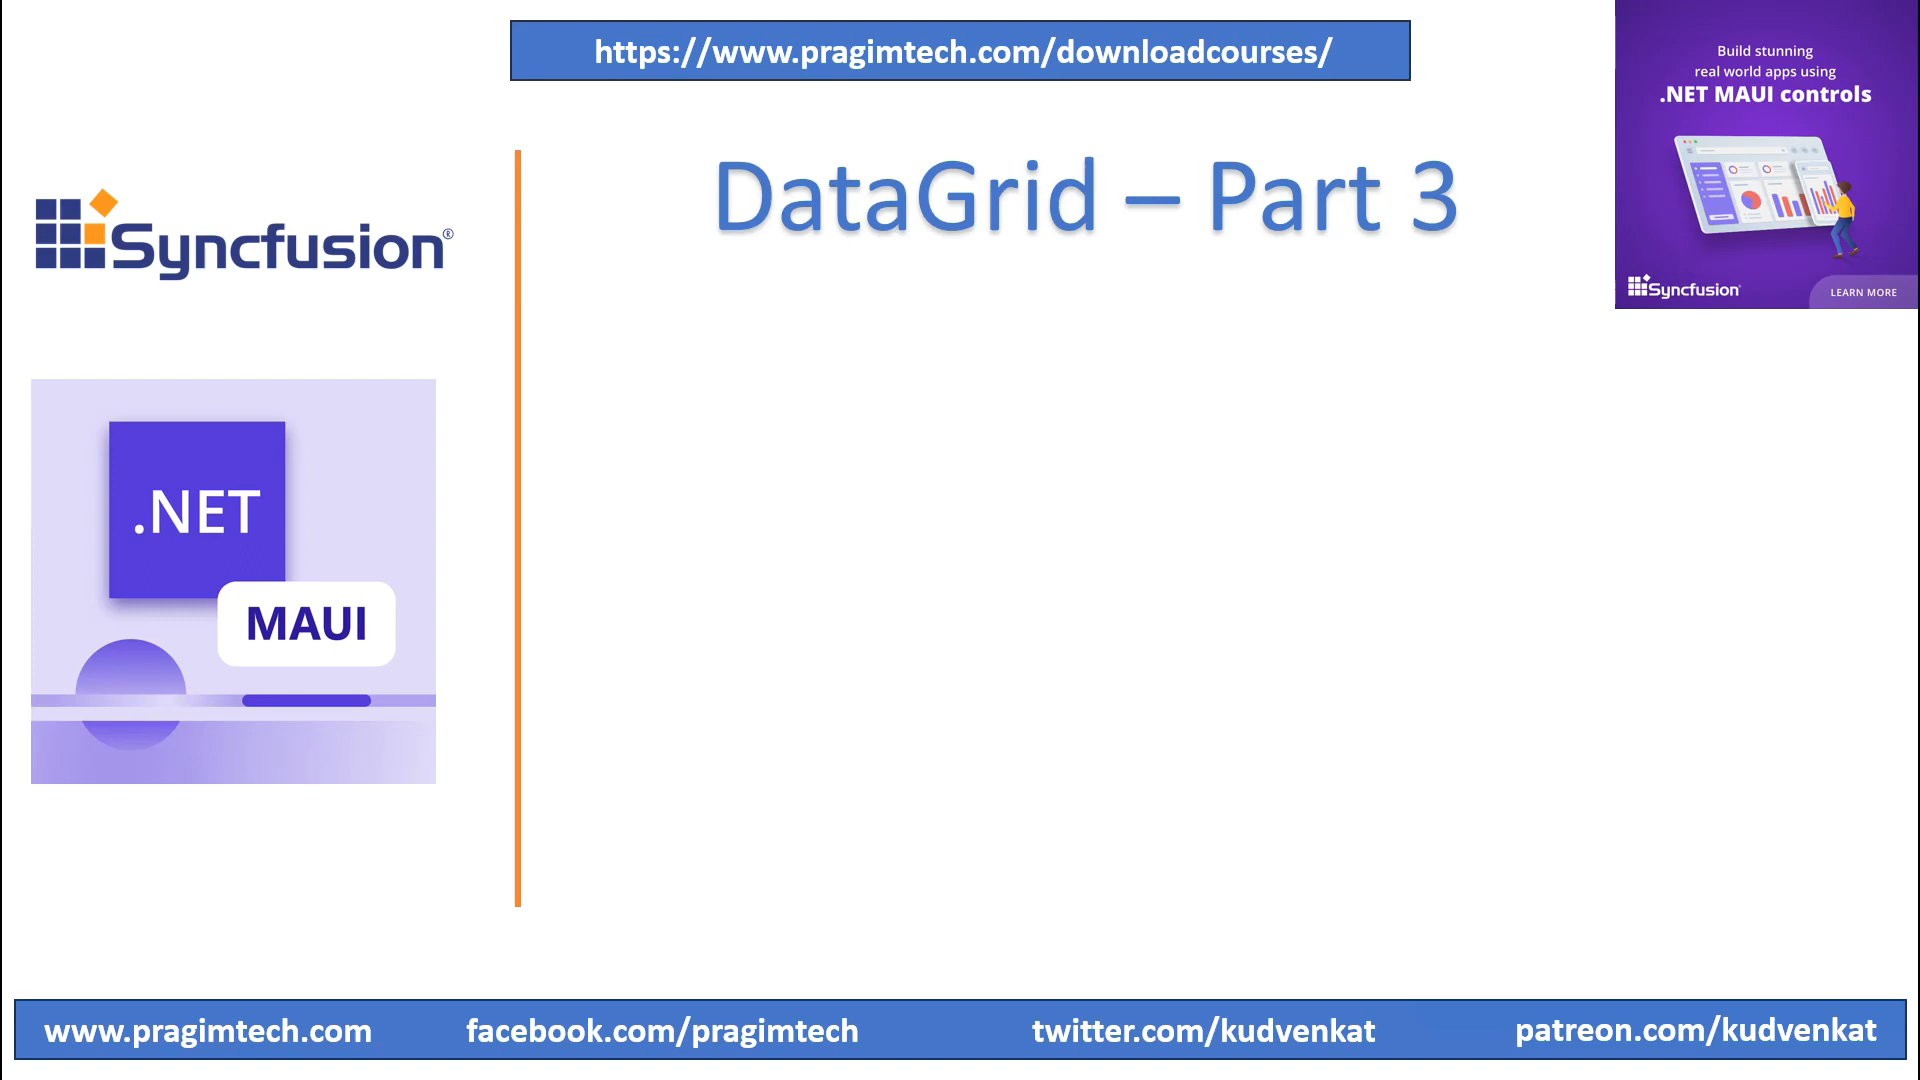 https://www.pragimtech.com/downloadcourses/
Build stunning
real world apps using
.NET MAUI controls
Syncfusion
LEARN MORE
DataGrid – Part 3
Syncfusion®
.NET
MAUI
www.pragimtech.com
facebook.com/pragimtech
twitter.com/kudvenkat
patreon.com/kudvenkat